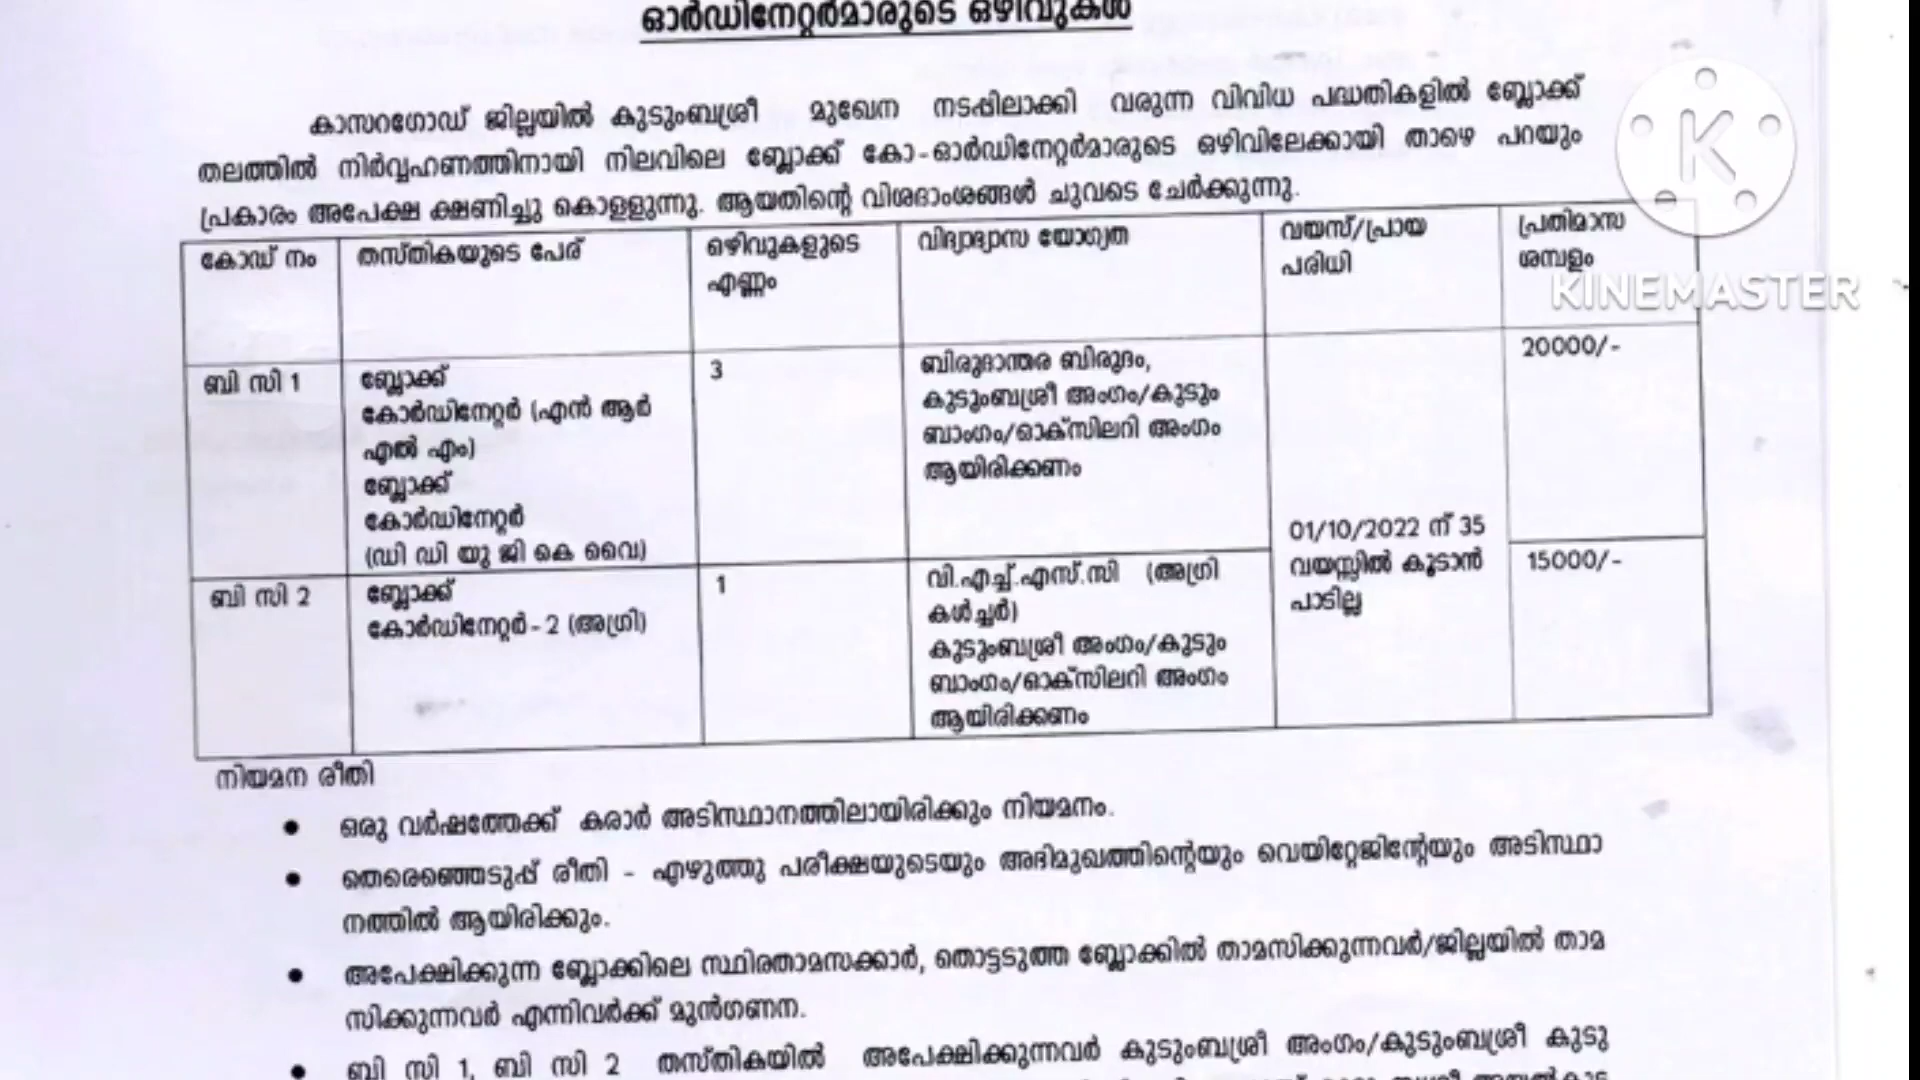 ഓർഡിനേറ്റർമാരുടെ ഒഴിവുകൾ
കാസറഗോഡ് ജില്ലയിൽ കുടുംബശ്രീ മുഖേന നടപ്പിലാക്കി വരുന്ന വിവിധ പദ്ധതികളിൽ ബ്ലോക്ക്
തലത്തിൽ നിർവ്വഹണത്തിനായി നിലവിലെ ബ്ലോക്ക് കോ-ഓർഡിനേറ്റർമാരുടെ ഒഴിവിലേക്കായി താഴെ പറയും
പ്രകാരം അപേക്ഷ ക്ഷണിച്ചു കൊളളുന്നു. ആയതിന്റെ വിശദാംശങ്ങൾ ചുവടെ ചേർക്കുന്നു.
കോഡ് നം
തസ്തികയുടെ പേര്
ഒഴിവുകളുടെ
എണ്ണം
വിദ്യാഭ്യാസ യോഗ്യത
വയസ്/പ്രായ
പരിധി
പ്രതിമാസ
ശമ്പളം
KINEMASTER
ബി സി 1
ബ്ലോക്ക്
കോർഡിനേറ്റർ (എൻ ആർ
എൽ എം)
ബ്ലോക്ക്
കോർഡിനേറ്റർ
(ഡി ഡി യു ജി കെ വൈ)
3
ബിരുദാന്തര ബിരുദം,
കുടുംബശ്രീ അംഗം/കുടും
ബാംഗം/ഓക്സിലറി അംഗം
ആയിരിക്കണം
01/10/2022 ന് 35
വയസ്സിൽ കൂടാൻ
പാടില്ല
20000/-
ബി സി 2
ബ്ലോക്ക്
കോർഡിനേറ്റർ-2 (അഗ്രി)
1
വി.എച്ച്.എസ്.സി (അഗ്രി
കൾച്ചർ)
കുടുംബശ്രീ അംഗം/കുടും
ബാംഗം/ഓക്സിലറി അംഗം
ആയിരിക്കണം
15000/-
നിയമന രീതി
● ഒരു വർഷത്തേക്ക് കരാർ അടിസ്ഥാനത്തിലായിരിക്കും നിയമനം.
● തെരെഞ്ഞെടുപ്പ് രീതി - എഴുത്തു പരീക്ഷയുടെയും അഭിമുഖത്തിന്റെയും വെയിറ്റേജിന്റേയും അടിസ്ഥാ
നത്തിൽ ആയിരിക്കും.
● അപേക്ഷിക്കുന്ന ബ്ലോക്കിലെ സ്ഥിരതാമസക്കാർ, തൊട്ടടുത്ത ബ്ലോക്കിൽ താമസിക്കുന്നവർ/ജില്ലയിൽ താമ
സിക്കുന്നവർ എന്നിവർക്ക് മുൻഗണന.
● ബി സി 1, ബി സി 2 തസ്തികയിൽ അപേക്ഷിക്കുന്നവർ കുടുംബശ്രീ അംഗം/കുടുംബശ്രീ കുടു